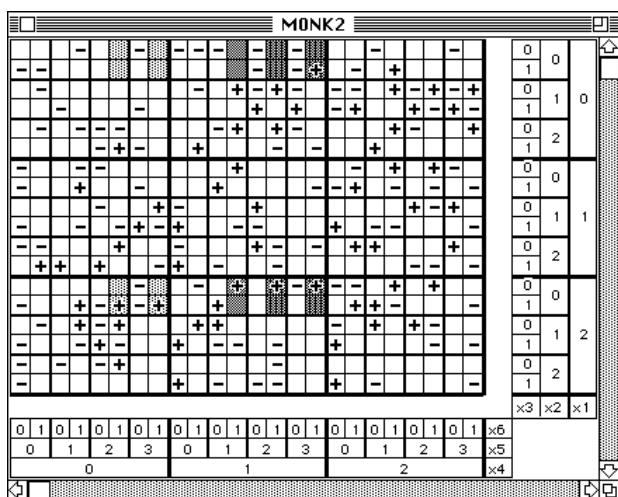 M0NK2
- - - - - - - - 0
- - - - + - + 1 0
- - + - + - - - + - + - + 0
- - + + - + + - + - 1 1 0
- - - - - + + - + - + 0
- + - + - - + 1 2
- - + - + + 0
- + - + - - + - - - 1 0
- + - + + - 0
- - + - + - - + - - - 1 1 1
- - + - + - - + + + 0
+ + + - + - - - - 1 2
- - + + - + - - + + 0
- + - + - + + + + - - 1 0
- + - + + + - + + - 0
- - + - + - - + - - 1 1 2
- - - + - 0
- + - - - + - - 1 2
x3 x2 x1
0 1 0 1 0 1 0 1 0 1 0 1 0 1 0 1 0 1 0 1 0 1 0 1 x6
0 1 2 3 0 1 2 3 0 1 2 3 x5
0 1 2 x4